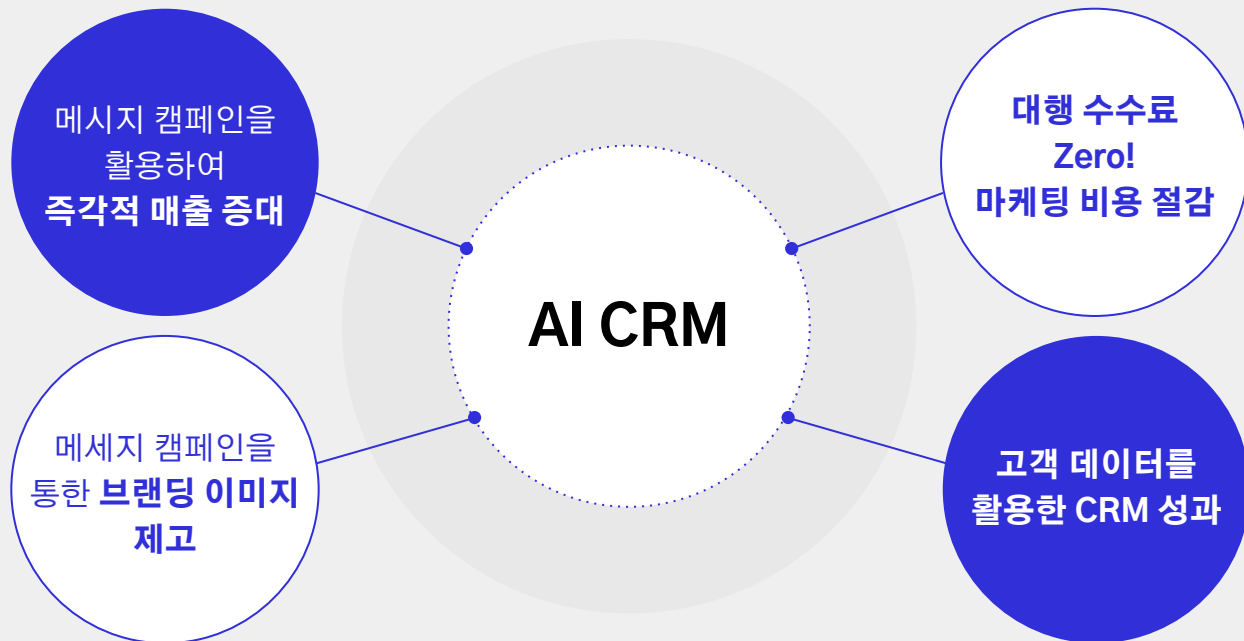 메시지 캠페인을
활용하여
즉각적 매출 증대
대행 수수료
Zero!
마케팅 비용 절감
AI CRM
메세지 캠페인을
통한 브랜딩 이미지
제고
고객 데이터를
활용한 CRM 성과